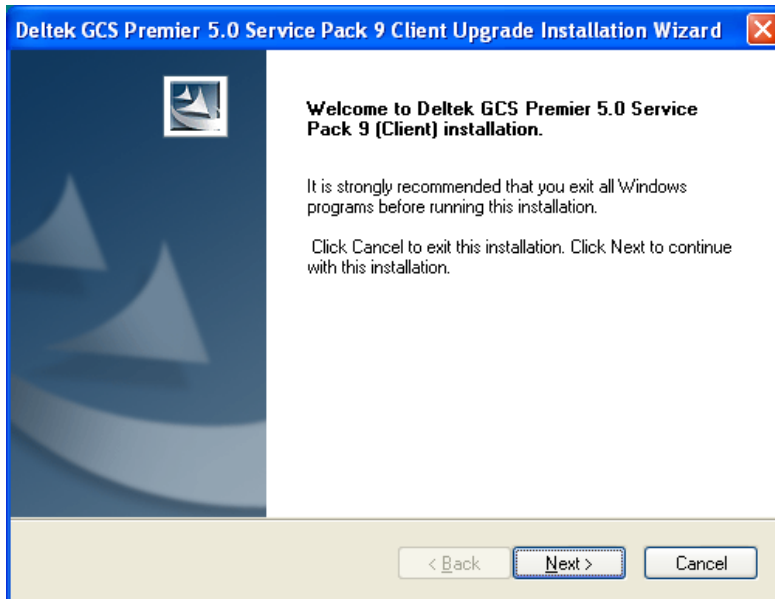 Deltek GCS Premier 5.0 Service Pack 9 Client Upgrade Installation Wizard
Welcome to Deltek GCS Premier 5.0 Service
Pack 9 (Client) installation.
It is strongly recommended that you exit all Windows
programs before running this installation.
Click Cancel to exit this installation. Click Next to continue
with this installation.
< Back
Next >
Cancel